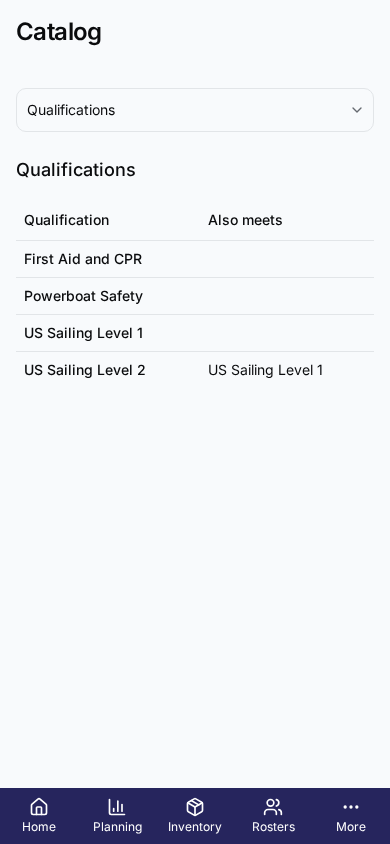 Catalog
Qualifications
Qualifications
Qualification Also meets
First Aid and CPR
Powerboat Safety
US Sailing Level 1
US Sailing Level 2 US Sailing Level 1
Home Planning Inventory Rosters More